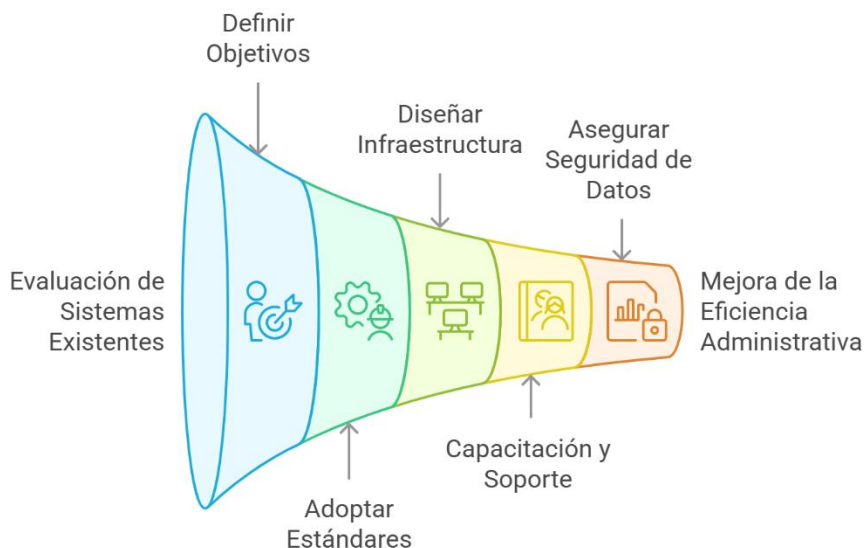 Definir
Objetivos
Diseñar
Infraestructura
Asegurar
Seguridad de
Datos
Evaluación de
Sistemas
Existentes
Mejora de la
Eficiencia
Administrativa
Capacitación y
Soporte
Adoptar
Estándares